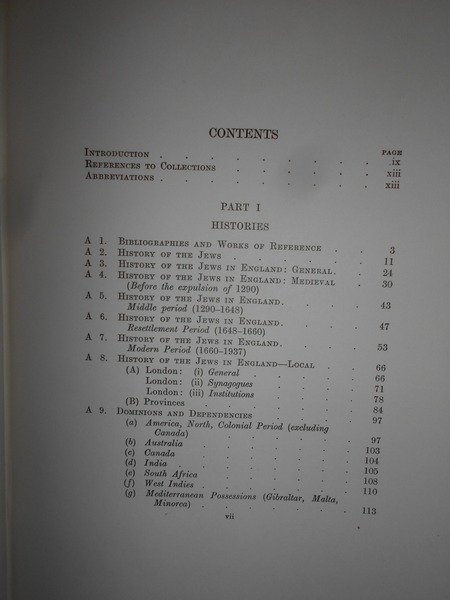 CONTENTS
PAGE
INTRODUCTION . . . . . . . . ix
REFERENCES TO COLLECTIONS . . . . . xiii
ABBREVIATIONS . . . . . . . . xiii
PART I
HISTORIES
A 1. BIBLIOGRAPHIES AND WORKS OF REFERENCE . . 3
A 2. HISTORY OF THE JEWS . . . . . 11
A 3. HISTORY OF THE JEWS IN ENGLAND: GENERAL . 24
A 4. HISTORY OF THE JEWS IN ENGLAND: MEDIEVAL
(Before the expulsion of 1290) . . . . 30
A 5. HISTORY OF THE JEWS IN ENGLAND.
Middle period (1290-1648) . . . . 43
A 6. HISTORY OF THE JEWS IN ENGLAND.
Resettlement Period (1648-1660) . . . 47
A 7. HISTORY OF THE JEWS IN ENGLAND.
Modern Period (1660-1937) . . . . 53
A 8. HISTORY OF THE JEWS IN ENGLAND—LOCAL . 66
(A) London: (i) General . . . . 66
London: (ii) Synagogues . . . 71
London: (iii) Institutions . . . 78
(B) Provinces . . . . . 84
A 9. DOMINIONS AND DEPENDENCIES . . . 97
(a) America, North, Colonial Period (excluding
Canada) . . . . . . 97
(b) Australia . . . . . . 103
(c) Canada . . . . . . 104
(d) India . . . . . . 105
(e) South Africa . . . . . 108
(f) West Indies . . . . . 110
(g) Mediterranean Possessions (Gibraltar, Malta,
Minorca) . . . . . . 113
vii